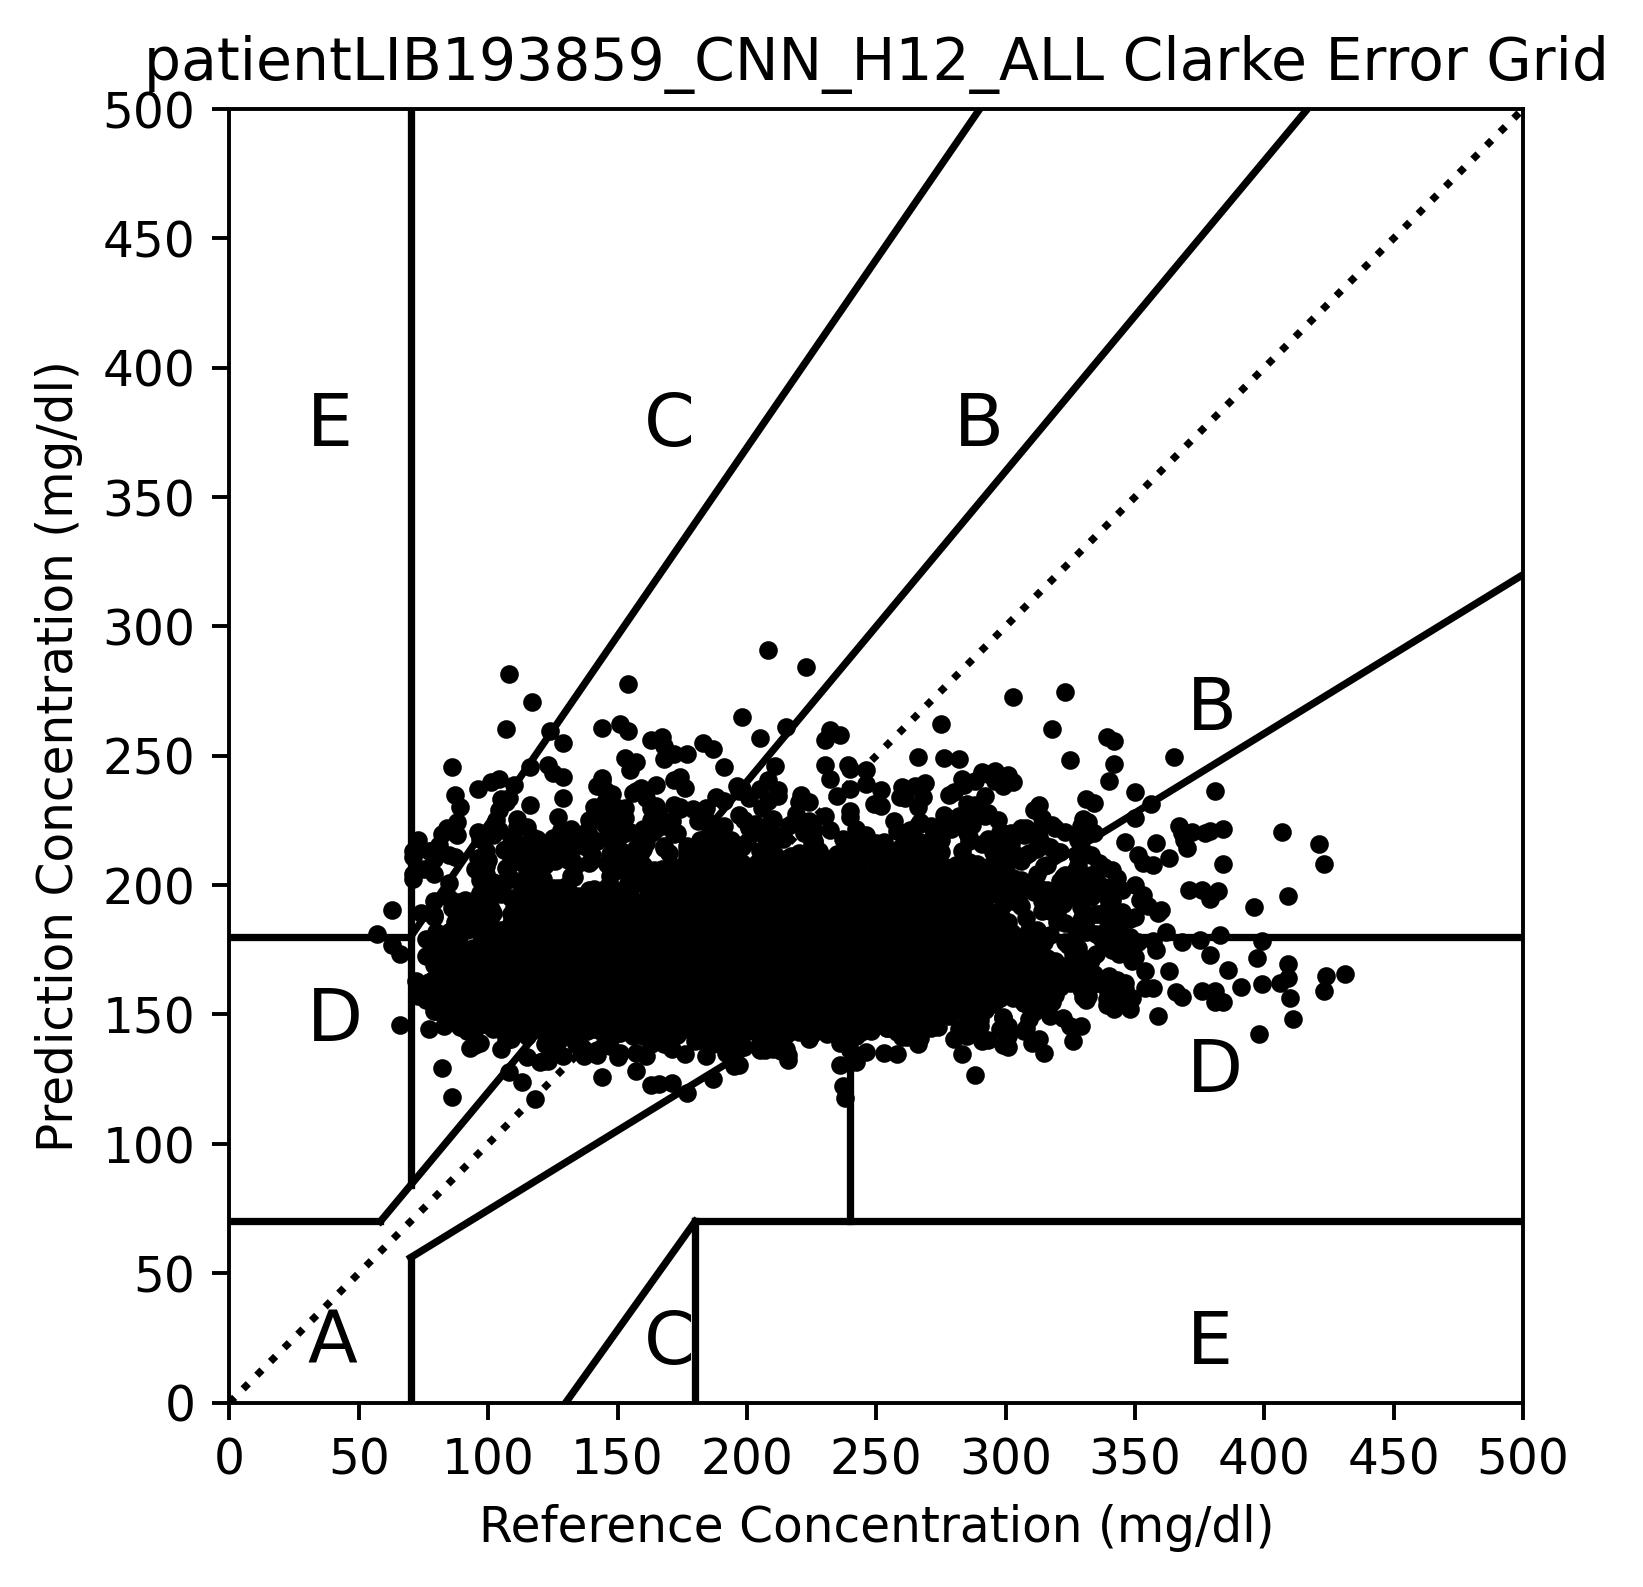 patientLIB193859_CNN_H12_ALL Clarke Error Grid
500
450
400
350
300
250
200
150
100
50
0
Prediction Concentration (mg/dl)
E
C
B
B
D
D
A
C
E
0 50 100 150 200 250 300 350 400 450 500
Reference Concentration (mg/dl)